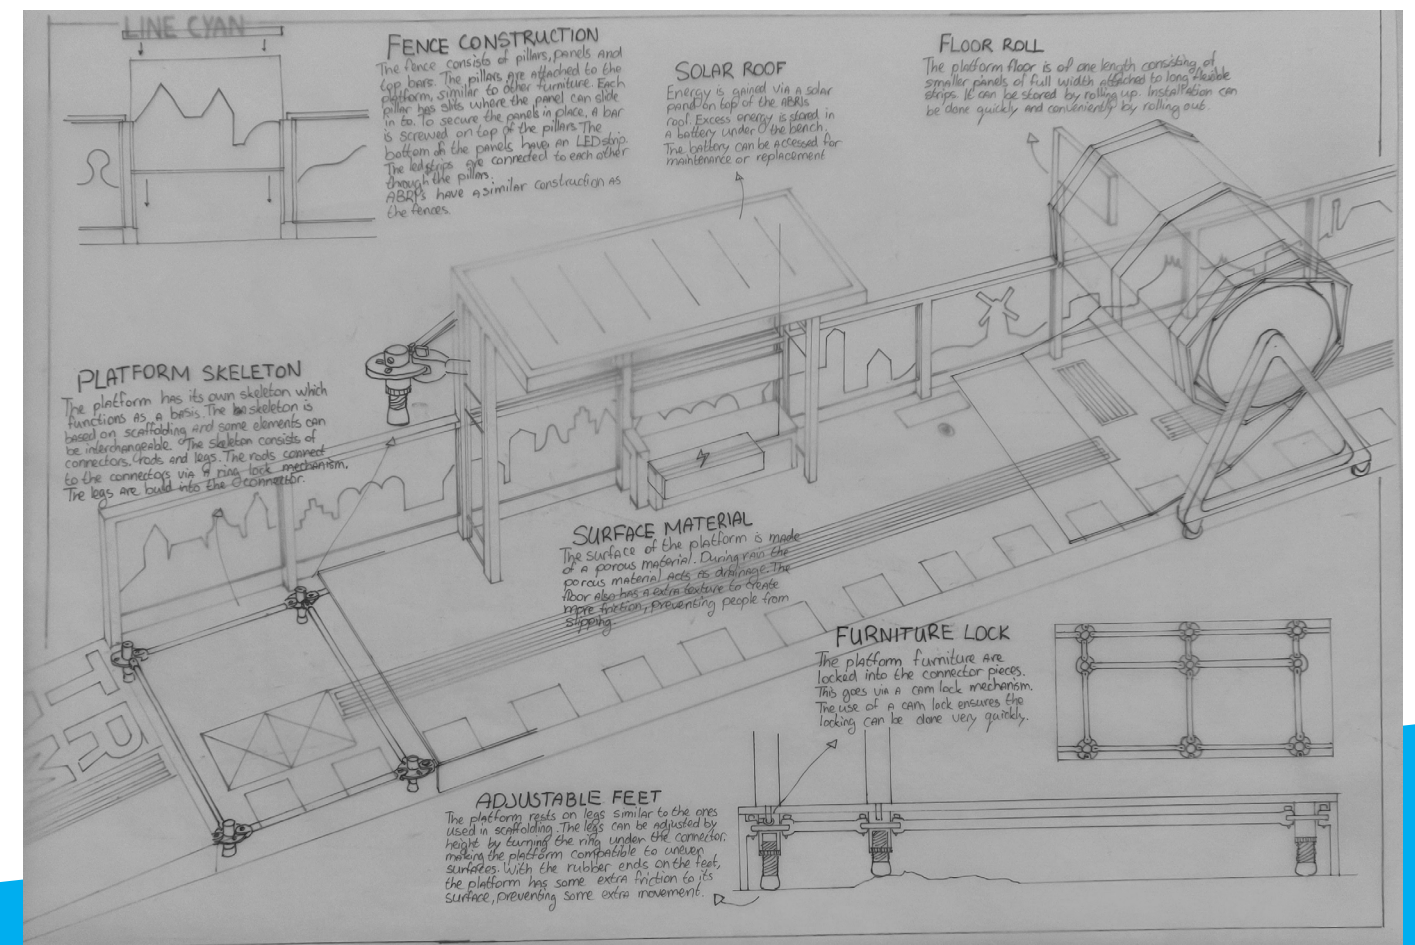 LINE CYAN
FENCE CONSTRUCTION
The fence consists of pillars, panels and
top bars. The pillars are attached to the
platform, similar to other furniture. Each
pillar has slits where the panel can slide
in to. To secure the panels in place, a bar
is screwed on top of the pillars. The
bottom of the panels have an LED strip.
The ledstrips are connected to each other
through the pillars.
ABRI's have a similar construction as
the fences.
SOLAR ROOF
Energy is gained via a solar
panel on top of the ABRIs
roof. Excess energy is stored in
a battery under the bench.
The battery can be accessed for
maintenance or replacement
FLOOR ROLL
The platform floor is of one length consisting of
smaller panels of full width attached to long flexible
strips. It can be stored by rolling up. Installation can
be done quickly and conveniently by rolling out.
PLATFORM SKELETON
The platform has its own skeleton which
functions as a basis. The skeleton is
based on scaffolding and some elements can
be interchangeable. The skeleton consists of
connectors, rods and legs. The rods connect
to the connectors via a ring lock mechanism.
The legs are build into the connector.
SURFACE MATERIAL
The surface of the platform is made
of a porous material. During rain the
porous material acts as drainage. The
floor also has a extra texture to create
more friction, preventing people from
slipping.
FURNITURE LOCK
The platform furniture are
locked into the connector pieces.
This goes via a cam lock mechanism.
The use of a cam lock ensures the
locking can be done very quickly.
ADJUSTABLE FEET
The platform rests on legs similar to the ones
used in scaffolding. The legs can be adjusted by
height by turning the ring under the connector.
making the platform compatible to uneven
surfaces. With the rubber ends on the feet,
the platform has some extra friction to its
surface, preventing some extra movement.